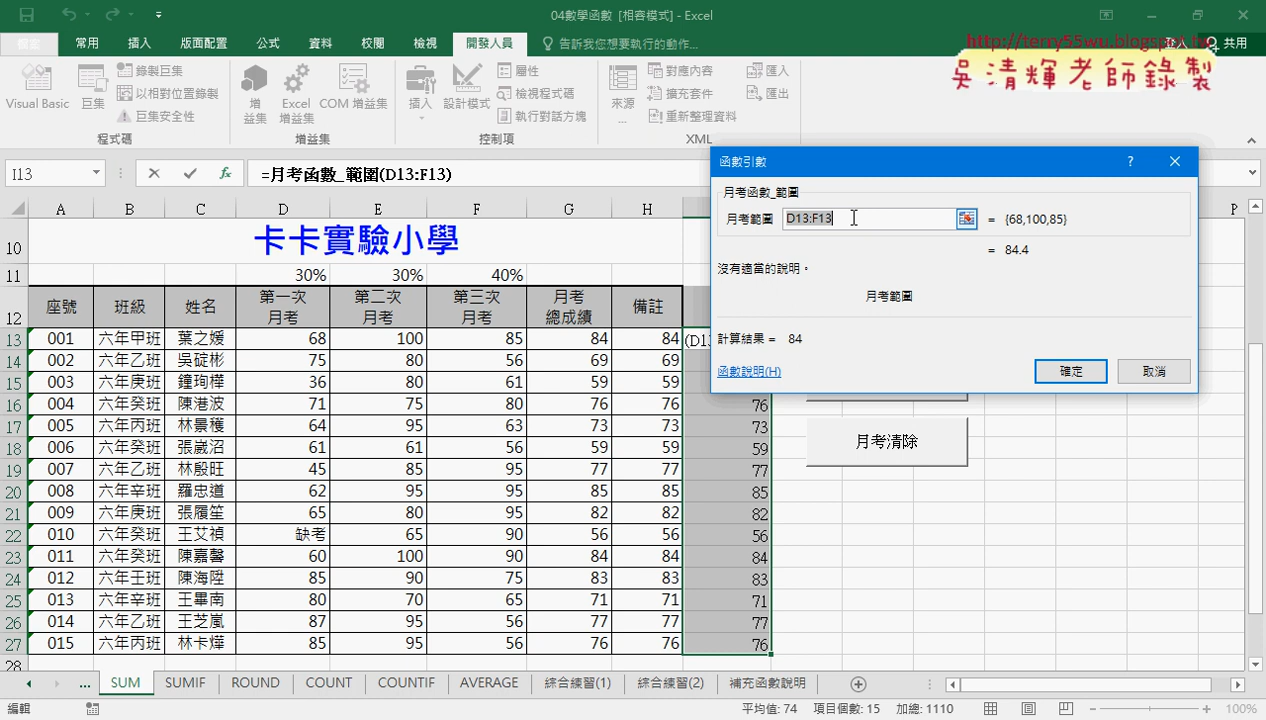 04數學函數 [相容模式] - Excel
檔案 常用 插入 版面配置 公式 資料 校閱 檢視 開發人員 告訴我您想要執行的動作... 登入 共用
http://terry55wu.blogspot.tw
吳清輝老師錄製
Visual Basic 巨集 錄製巨集 以相對位置錄製 巨集安全性 程式碼
增益集 Excel 增益集 COM 增益集 增益集
插入 設計模式 屬性 檢視程式碼 執行對話方塊 控制項
來源... 對應內容 擴充套件 重新整理資料 匯入 匯出 XML
I13 fx =月考函數_範圍(D13:F13)
A B C D E F G H P
10 卡卡實驗小學
11 30% 30% 40%
12 座號 班級 姓名 第一次月考 第二次月考 第三次月考 月考總成績 備註
13 001 六年甲班 葉之媛 68 100 85 84 84 (D13
14 002 六年乙班 吳碇彬 75 80 56 69 69
15 003 六年庚班 鐘珣樺 36 80 61 59 59
16 004 六年癸班 陳港波 71 75 80 76 76 76
17 005 六年丙班 林景穫 64 95 63 73 73 73
18 006 六年癸班 張崴沼 61 61 56 59 59 59
19 007 六年乙班 林殷旺 45 85 95 77 77 77
20 008 六年辛班 羅忠道 62 95 95 85 85 85
21 009 六年庚班 張履笙 65 80 95 82 82 82
22 010 六年癸班 王艾禎 缺考 65 90 56 56 56
23 011 六年癸班 陳嘉馨 60 100 90 84 84 84
24 012 六年壬班 陳海陞 85 90 75 83 83 83
25 013 六年辛班 王畢南 80 70 65 71 71 71
26 014 六年乙班 王芝嵐 87 95 56 77 77 77
27 015 六年丙班 林卡燁 85 95 56 76 76 76
28
函數引數 ?
月考函數_範圍
月考範圍 D13:F13 = {68,100,85}
= 84.4
沒有適當的說明。
月考範圍
計算結果 = 84
函數說明(H) 確定 取消
月考清除
... SUM SUMIF ROUND COUNT COUNTIF AVERAGE 綜合練習(1) 綜合練習(2) 補充函數說明
編輯 平均值: 74 項目個數: 15 加總: 1110 100%